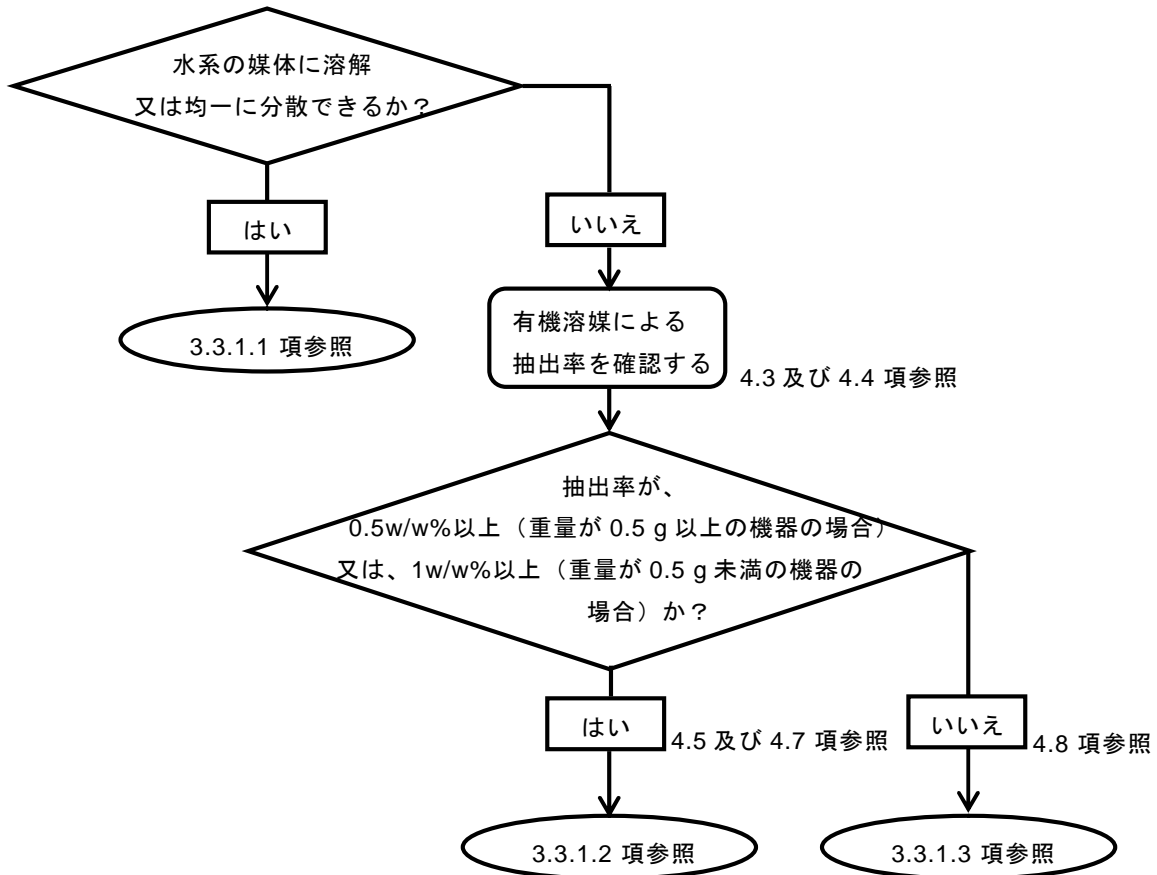 水系の媒体に溶解
又は均一に分散できるか？
はい
いいえ
3.3.1.1 項参照
有機溶媒による
抽出率を確認する
4.3 及び 4.4 項参照
抽出率が、
0.5w/w%以上（重量が 0.5 g 以上の機器の場合）
又は、1w/w%以上（重量が 0.5 g 未満の機器の
場合）か？
はい
4.5 及び 4.7 項参照
いいえ
4.8 項参照
3.3.1.2 項参照
3.3.1.3 項参照